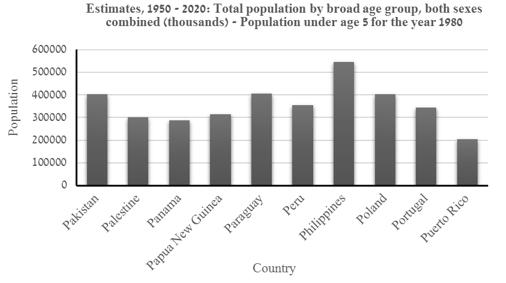 Estimates, 1950 - 2020: Total population by broad age group, both sexes
combined (thousands) - Population under age 5 for the year 1980
Population
600000
500000
400000
300000
200000
100000
0
Pakistan
Palestine
Panama
Papua New Guinea
Paraguay
Peru
Philippines
Poland
Portugal
Puerto Rico
Country